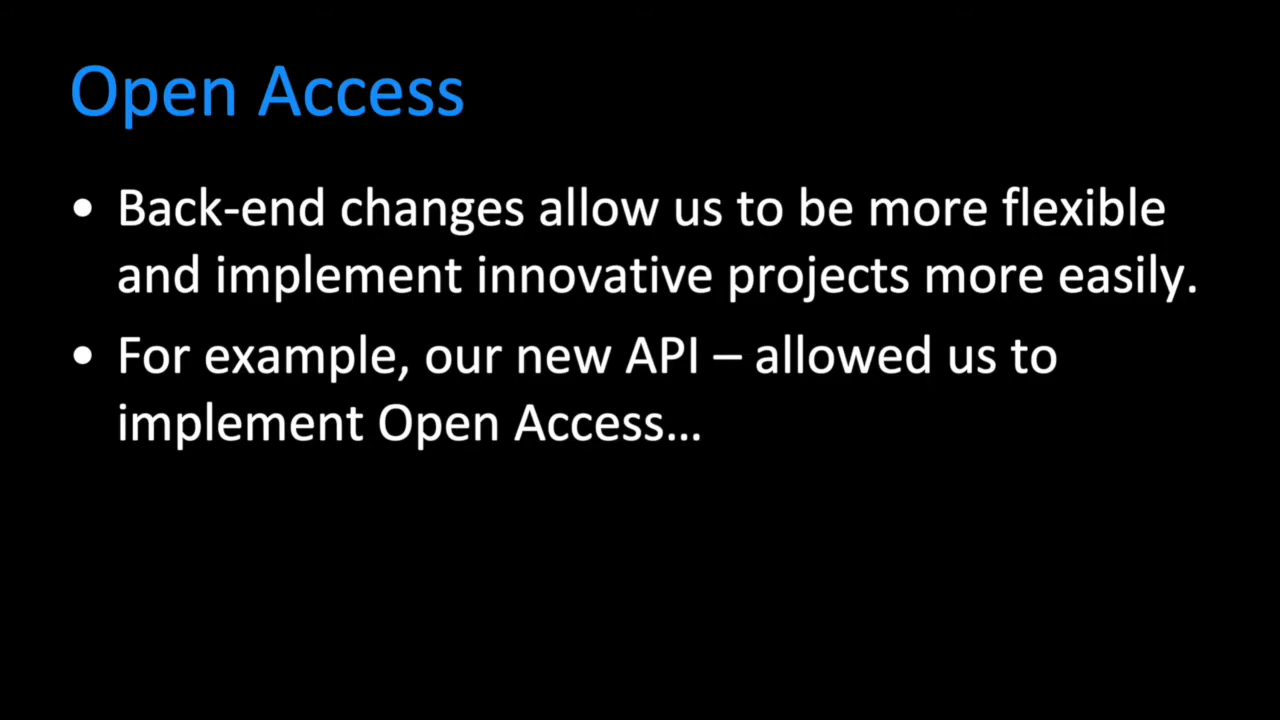 Open Access
• Back-end changes allow us to be more flexible
and implement innovative projects more easily.
• For example, our new API – allowed us to
implement Open Access…